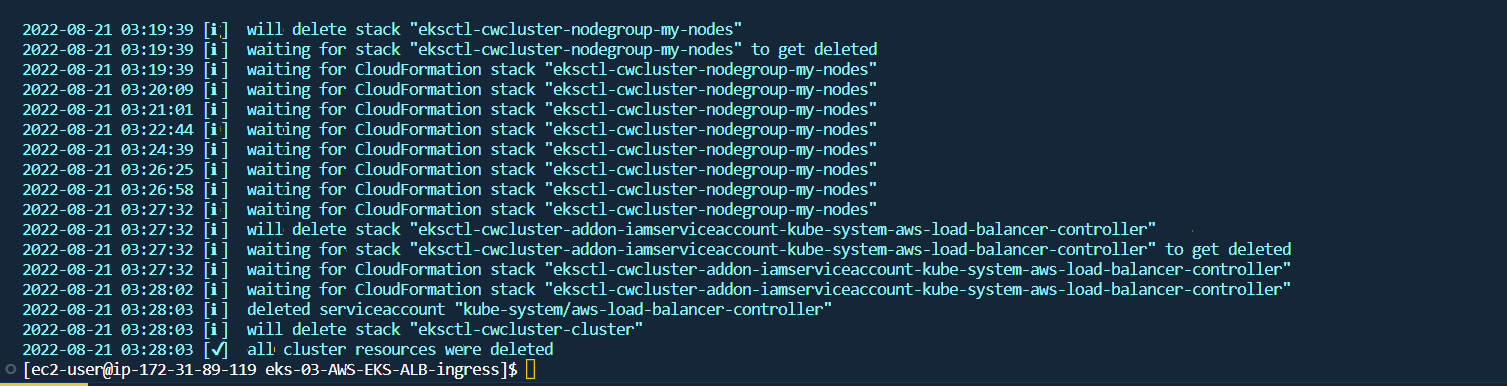 2022-08-21 03:19:39 [ℹ]  will delete stack "eksctl-cwcluster-nodegroup-my-nodes"
2022-08-21 03:19:39 [ℹ]  waiting for stack "eksctl-cwcluster-nodegroup-my-nodes" to get deleted
2022-08-21 03:19:39 [ℹ]  waiting for CloudFormation stack "eksctl-cwcluster-nodegroup-my-nodes"
2022-08-21 03:20:09 [ℹ]  waiting for CloudFormation stack "eksctl-cwcluster-nodegroup-my-nodes"
2022-08-21 03:21:01 [ℹ]  waiting for CloudFormation stack "eksctl-cwcluster-nodegroup-my-nodes"
2022-08-21 03:22:44 [ℹ]  waiting for CloudFormation stack "eksctl-cwcluster-nodegroup-my-nodes"
2022-08-21 03:24:39 [ℹ]  waiting for CloudFormation stack "eksctl-cwcluster-nodegroup-my-nodes"
2022-08-21 03:26:25 [ℹ]  waiting for CloudFormation stack "eksctl-cwcluster-nodegroup-my-nodes"
2022-08-21 03:26:58 [ℹ]  waiting for CloudFormation stack "eksctl-cwcluster-nodegroup-my-nodes"
2022-08-21 03:27:32 [ℹ]  waiting for CloudFormation stack "eksctl-cwcluster-nodegroup-my-nodes"
2022-08-21 03:27:32 [ℹ]  will delete stack "eksctl-cwcluster-addon-iamserviceaccount-kube-system-aws-load-balancer-controller"
2022-08-21 03:27:32 [ℹ]  waiting for stack "eksctl-cwcluster-addon-iamserviceaccount-kube-system-aws-load-balancer-controller" to get deleted
2022-08-21 03:27:32 [ℹ]  waiting for CloudFormation stack "eksctl-cwcluster-addon-iamserviceaccount-kube-system-aws-load-balancer-controller"
2022-08-21 03:28:02 [ℹ]  waiting for CloudFormation stack "eksctl-cwcluster-addon-iamserviceaccount-kube-system-aws-load-balancer-controller"
2022-08-21 03:28:03 [ℹ]  deleted serviceaccount "kube-system/aws-load-balancer-controller"
2022-08-21 03:28:03 [ℹ]  will delete stack "eksctl-cwcluster-cluster"
2022-08-21 03:28:03 [✔]  all cluster resources were deleted
[ec2-user@ip-172-31-89-119 eks-03-AWS-EKS-ALB-ingress]$